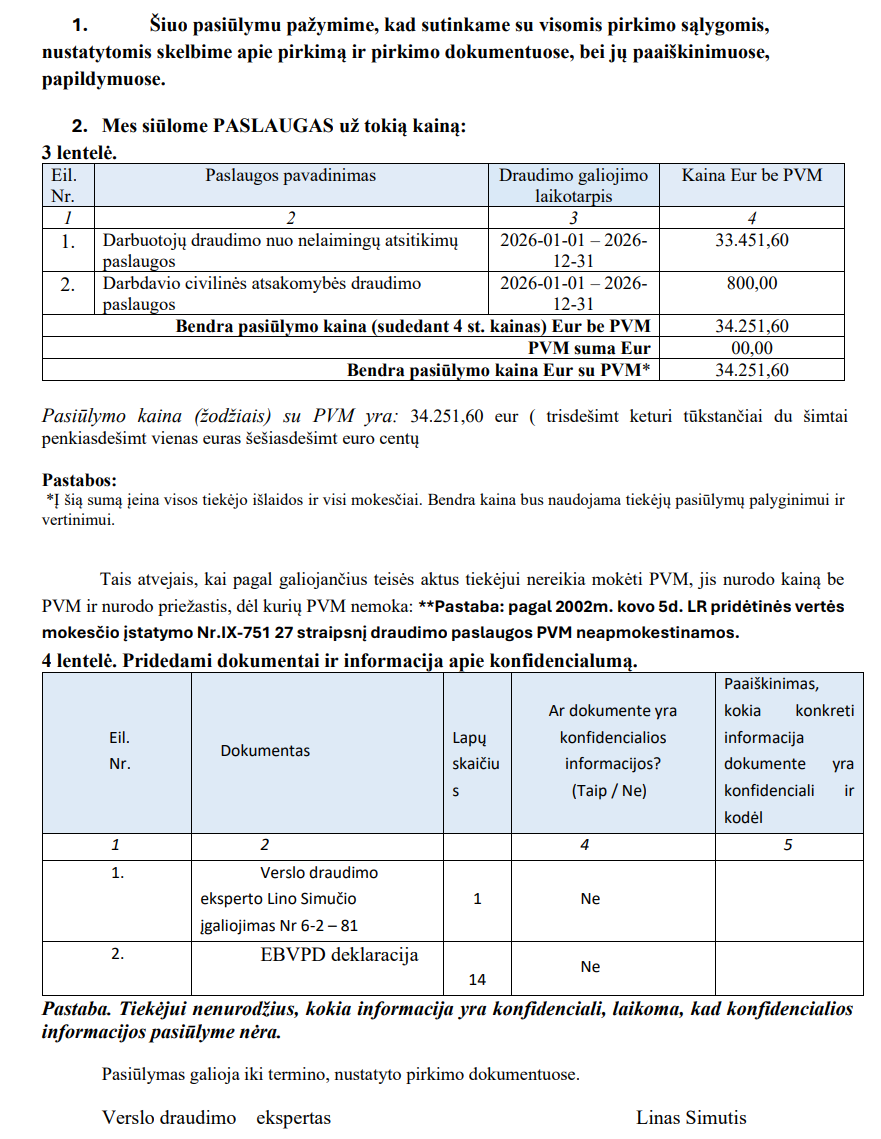 1. Šiuo pasiūlymu pažymime, kad sutinkame su visomis pirkimo sąlygomis,
nustatytomis skelbime apie pirkimą ir pirkimo dokumentuose, bei jų paaiškinimuose,
papildymuose.
2. Mes siūlome PASLAUGAS už tokią kainą:
3 lentelė.
Eil. Nr.
Paslaugos pavadinimas
Draudimo galiojimo
laikotarpis
Kaina Eur be PVM
1 2 3 4
1. Darbuotojų draudimo nuo nelaimingų atsitikimų
paslaugos
2026-01-01 – 2026-
12-31
33.451,60
2. Darbdavio civilinės atsakomybės draudimo
paslaugos
2026-01-01 – 2026-
12-31
800,00
Bendra pasiūlymo kaina (sudedant 4 st. kainas) Eur be PVM 34.251,60
PVM suma Eur 00,00
Bendra pasiūlymo kaina Eur su PVM* 34.251,60
Pasiūlymo kaina (žodžiais) su PVM yra: 34.251,60 eur ( trisdešimt keturi tūkstančiai du šimtai
penkiasdešimt vienas euras šešiasdešimt euro centų
Pastabos:
*Į šią sumą įeina visos tiekėjo išlaidos ir visi mokesčiai. Bendra kaina bus naudojama tiekėjų pasiūlymų palyginimui ir
vertinimui.
Tais atvejais, kai pagal galiojančius teisės aktus tiekėjui nereikia mokėti PVM, jis nurodo kainą be
PVM ir nurodo priežastis, dėl kurių PVM nemoka: **Pastaba: pagal 2002m. kovo 5d. LR pridėtinės vertės
mokesčio įstatymo Nr.IX-751 27 straipsnį draudimo paslaugos PVM neapmokestinamos.
4 lentelė. Pridedami dokumentai ir informacija apie konfidencialumą.
Eil.
Nr.
Dokumentas
Lapų
skaičiu
s
Ar dokumente yra
konfidencialios
informacijos?
(Taip / Ne)
Paaiškinimas,
kokia konkreti
informacija
dokumente yra
konfidenciali ir
kodėl
1 2 4 5
1.
Verslo draudimo
eksperto Lino Simučio
įgaliojimas Nr 6-2 – 81
1
Ne
2.
EBVPD deklaracija
14
Ne
Pastaba. Tiekėjui nenurodžius, kokia informacija yra konfidenciali, laikoma, kad konfidencialios
informacijos pasiūlyme nėra.
Pasiūlymas galioja iki termino, nustatyto pirkimo dokumentuose.
Verslo draudimo ekspertas Linas Simutis